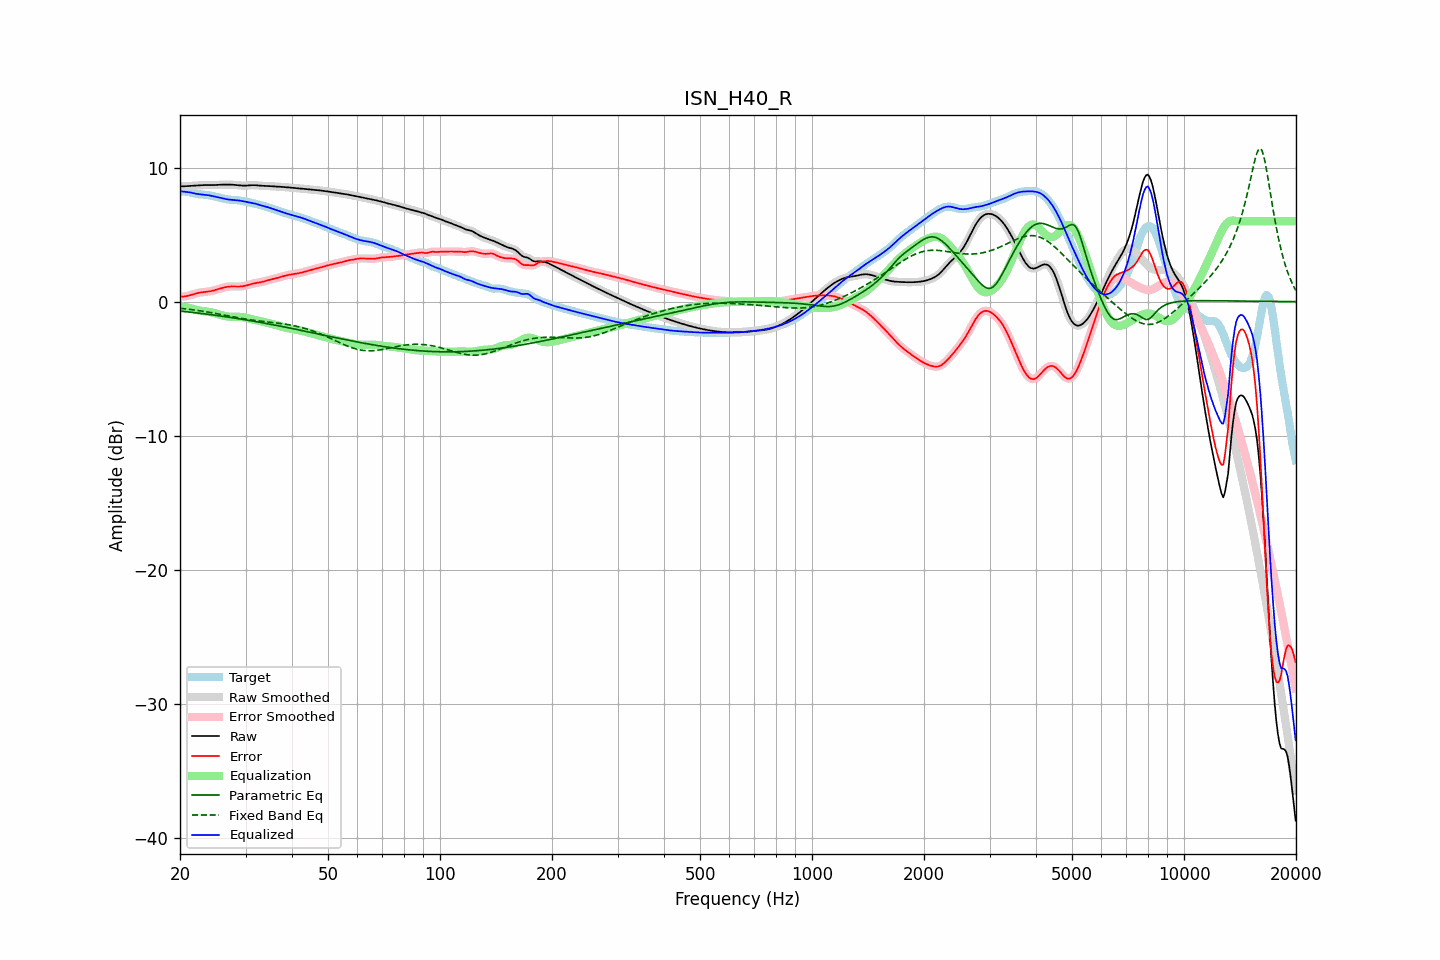 ISN_H40_R
10
0
−10
−20
−30
−40
Amplitude (dBr)
Target
Raw Smoothed
Error Smoothed
Raw
Error
Equalization
Parametric Eq
Fixed Band Eq
Equalized
20
50
100
200
500
1000
2000
5000
10000
20000
Frequency (Hz)